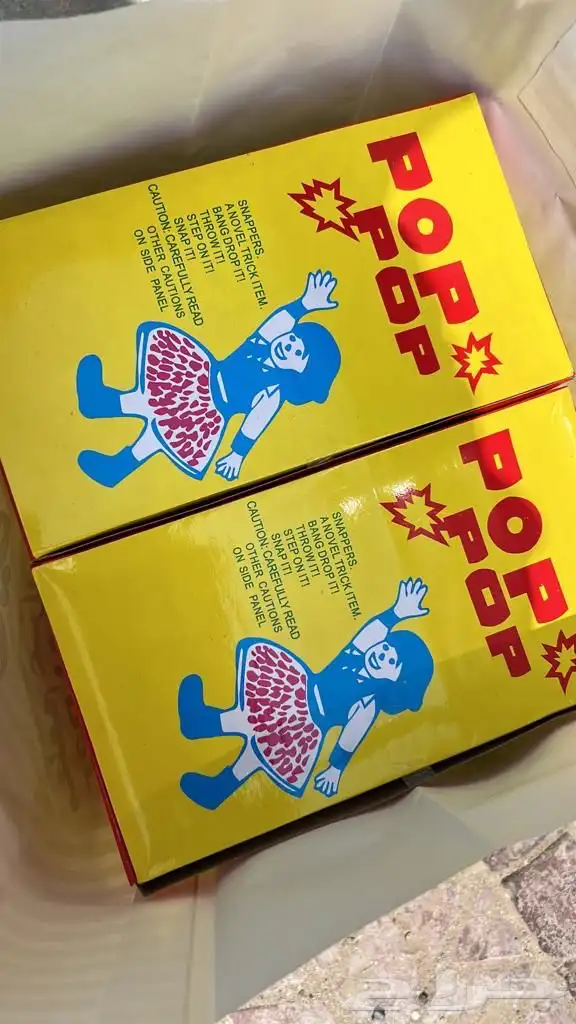 POP
POP
SNAPPERS.
A NOVEL TRICK ITEM.
BANG DROP IT!
THROW IT!
STEP ON IT!
SNAP IT!
CAUTION: CAREFULLY READ
OTHER CAUTIONS
ON SIDE PANEL
POP
POP
SNAPPERS.
A NOVEL TRICK ITEM.
BANG DROP IT!
THROW IT!
STEP ON IT!
SNAP IT!
CAUTION: CAREFULLY READ
OTHER CAUTIONS
ON SIDE PANEL
حراج